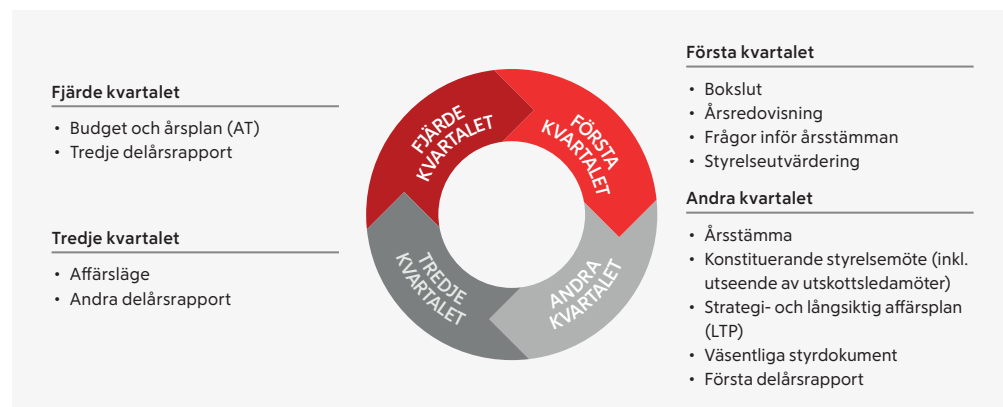 Fjärde kvartalet
• Budget och årsplan (AT)
• Tredje delårsrapport
Tredje kvartalet
• Affärsläge
• Andra delårsrapport
FJÄRDE
KVARTALET
FÖRSTA
KVARTALET
TREDJE
KVARTALET
ANDRA
KVARTALET
Första kvartalet
• Bokslut
• Årsredovisning
• Frågor inför årsstämman
• Styrelseutvärdering
Andra kvartalet
• Årsstämma
• Konstituerande styrelsemöte (inkl.
utseende av utskottsledamöter)
• Strategi- och långsiktig affärsplan
(LTP)
• Väsentliga styrdokument
• Första delårsrapport